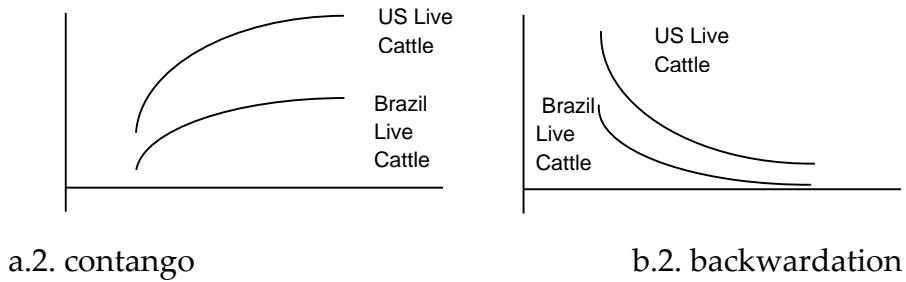 US Live
Cattle
Brazil
Live
Cattle
US Live
Cattle
Brazil
Live
Cattle
a.2. contango
b.2. backwardation